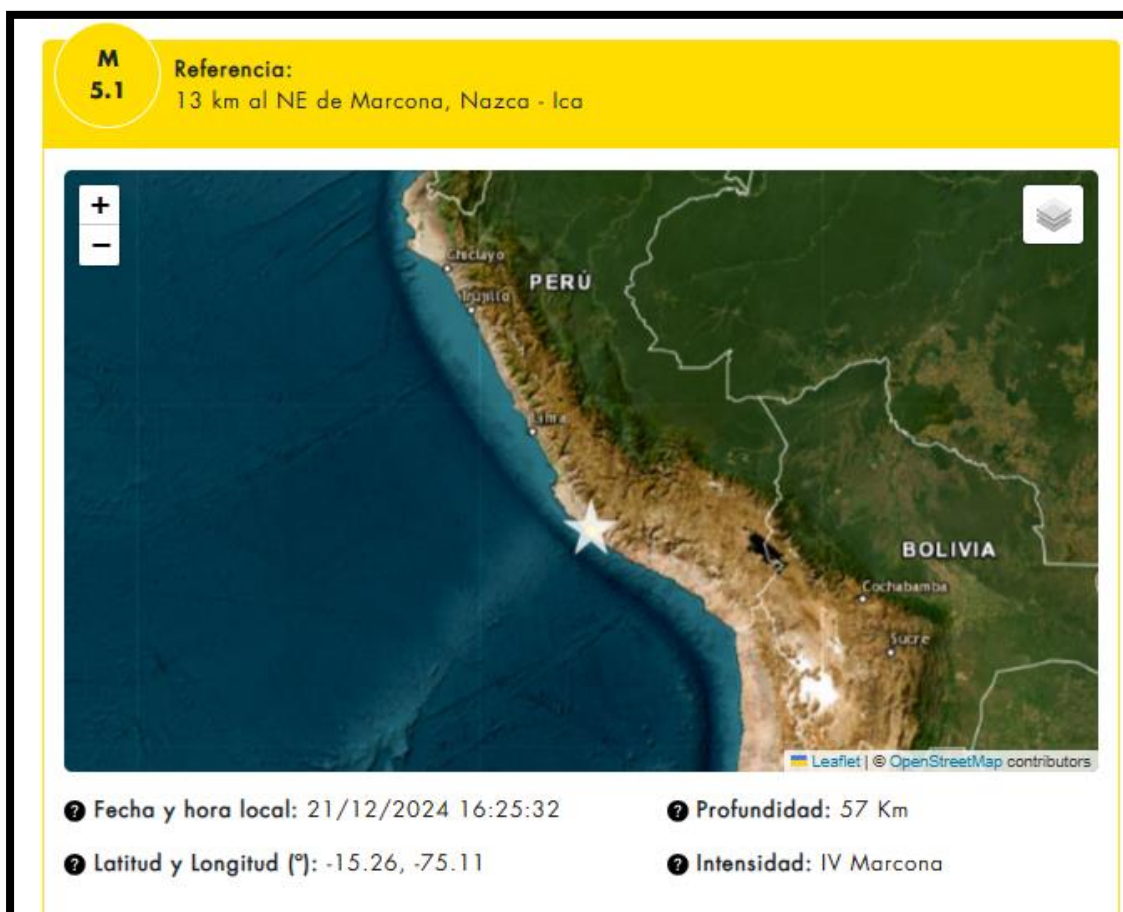 M
5.1
Referencia:
13 km al NE de Marcona, Nazca - Ica
+
−
Chiclayo
PERÚ
Trujillo
Lima
BOLIVIA
Cochabamba
Sucre
Leaflet | © OpenStreetMap contributors
Fecha y hora local: 21/12/2024 16:25:32
Profundidad: 57 Km
Latitud y Longitud (°): -15.26, -75.11
Intensidad: IV Marcona